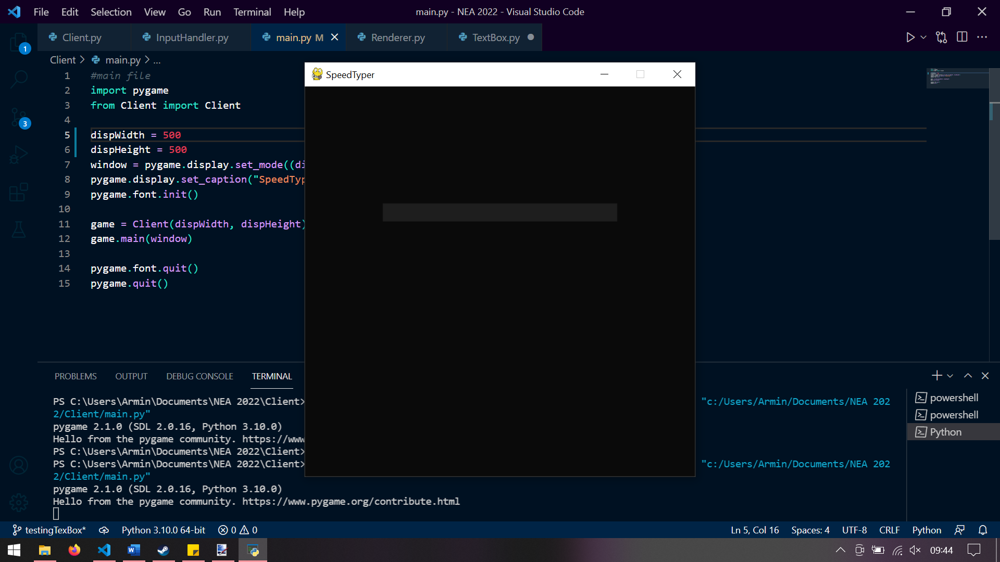 File Edit Selection View Go Run Terminal Help main.py - NEA 2022 - Visual Studio Code
Client.py InputHandler.py main.py M Renderer.py TextBox.py
1
Client main.py ...
1 #main file
2 import pygame
3 from Client import Client
4
5 dispWidth = 500
6 dispHeight = 500
7 window = pygame.display.set_mode((di
8 pygame.display.set_caption("SpeedTyp
9 pygame.font.init()
10
11 game = Client(dispWidth, dispHeight)
12 game.main(window)
13
14 pygame.font.quit()
15 pygame.quit()
3
SpeedTyper
PROBLEMS OUTPUT DEBUG CONSOLE TERMINAL
PS C:\Users\Armin\Documents\NEA 2022\Client> "c:/Users/Armin/Documents/NEA 202
2/Client/main.py"
pygame 2.1.0 (SDL 2.0.16, Python 3.10.0)
Hello from the pygame community. https://www
PS C:\Users\Armin\Documents\NEA 2022\Client>
PS C:\Users\Armin\Documents\NEA 2022\Client> "c:/Users/Armin/Documents/NEA 202
2/Client/main.py"
pygame 2.1.0 (SDL 2.0.16, Python 3.10.0)
Hello from the pygame community. https://www.pygame.org/contribute.html
powershell
powershell
Python
testingTexBox* Python 3.10.0 64-bit 0 0 Ln 5, Col 16 Spaces: 4 UTF-8 CRLF Python
09:44